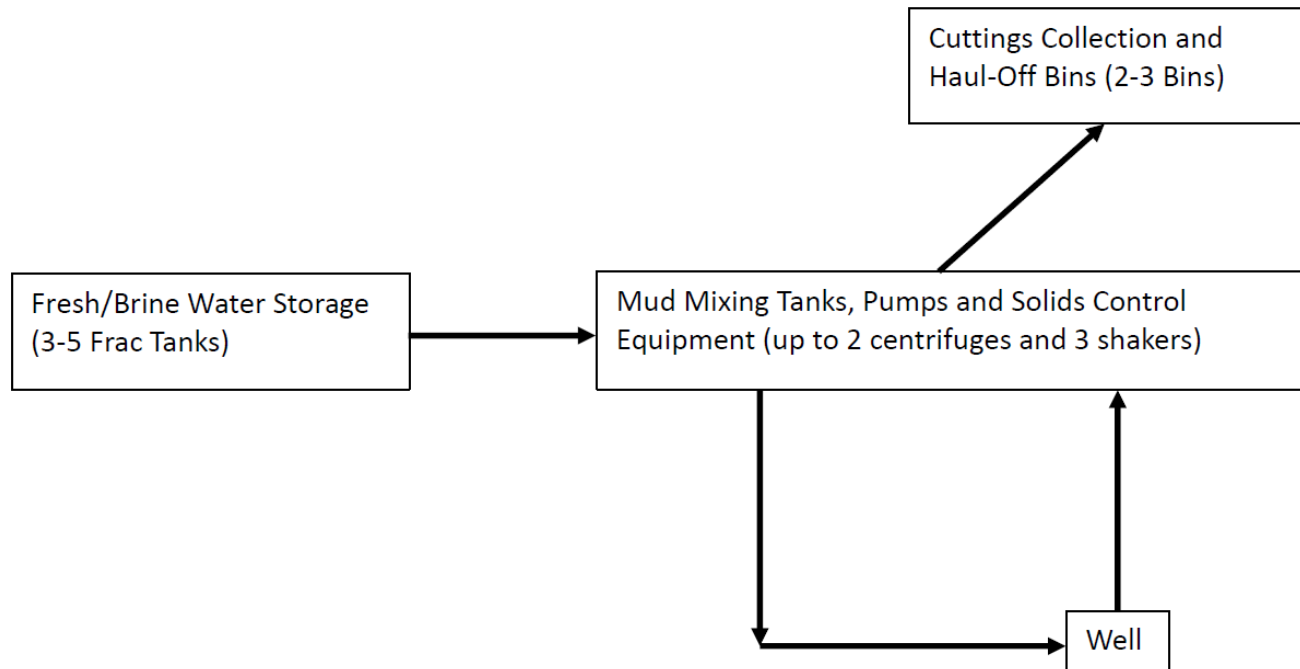 Cuttings Collection and
Haul-Off Bins (2-3 Bins)
Fresh/Brine Water Storage
(3-5 Frac Tanks)
Mud Mixing Tanks, Pumps and Solids Control
Equipment (up to 2 centrifuges and 3 shakers)
Well